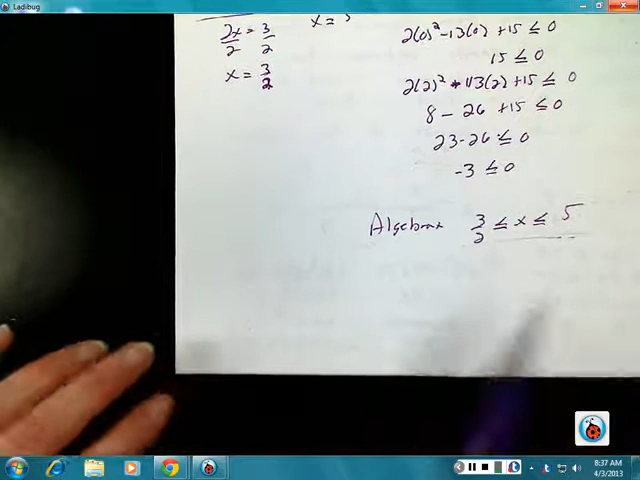 Ladibug
2x = 3
2 2
x = 3
2
x =
2(0)² - 13(0) + 15 ≤ 0
15 ≤ 0
2(2)² - 13(2) + 15 ≤ 0
8 - 26 + 15 ≤ 0
23 - 26 ≤ 0
-3 ≤ 0
3/2 ≤ x ≤ 5
8:37 AM
4/3/2013